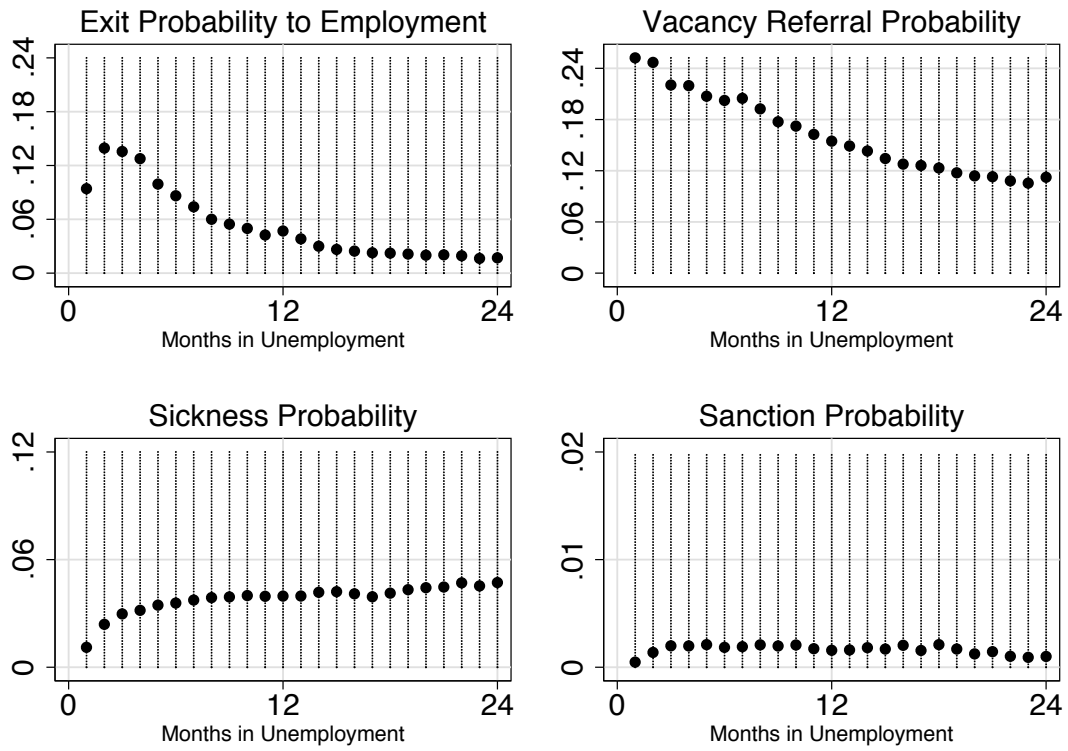 Exit Probability to Employment
.24
.18
.12
.06
0
0 12 24
Months in Unemployment
Vacancy Referral Probability
.24
.18
.12
.06
0
0 12 24
Months in Unemployment
Sickness Probability
.12
.06
0
0 12 24
Months in Unemployment
Sanction Probability
.02
.01
0
0 12 24
Months in Unemployment